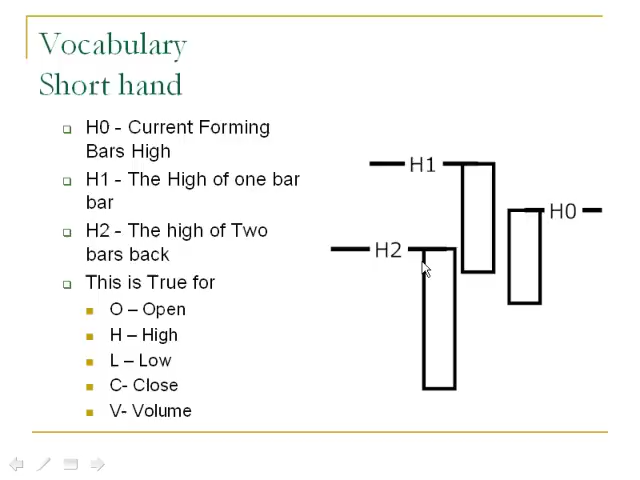 Vocabulary
Short hand
H0 - Current Forming
Bars High
H1 - The High of one bar
bar
H2 - The high of Two
bars back
This is True for
O – Open
H – High
L – Low
C- Close
V- Volume
H1
H0
H2